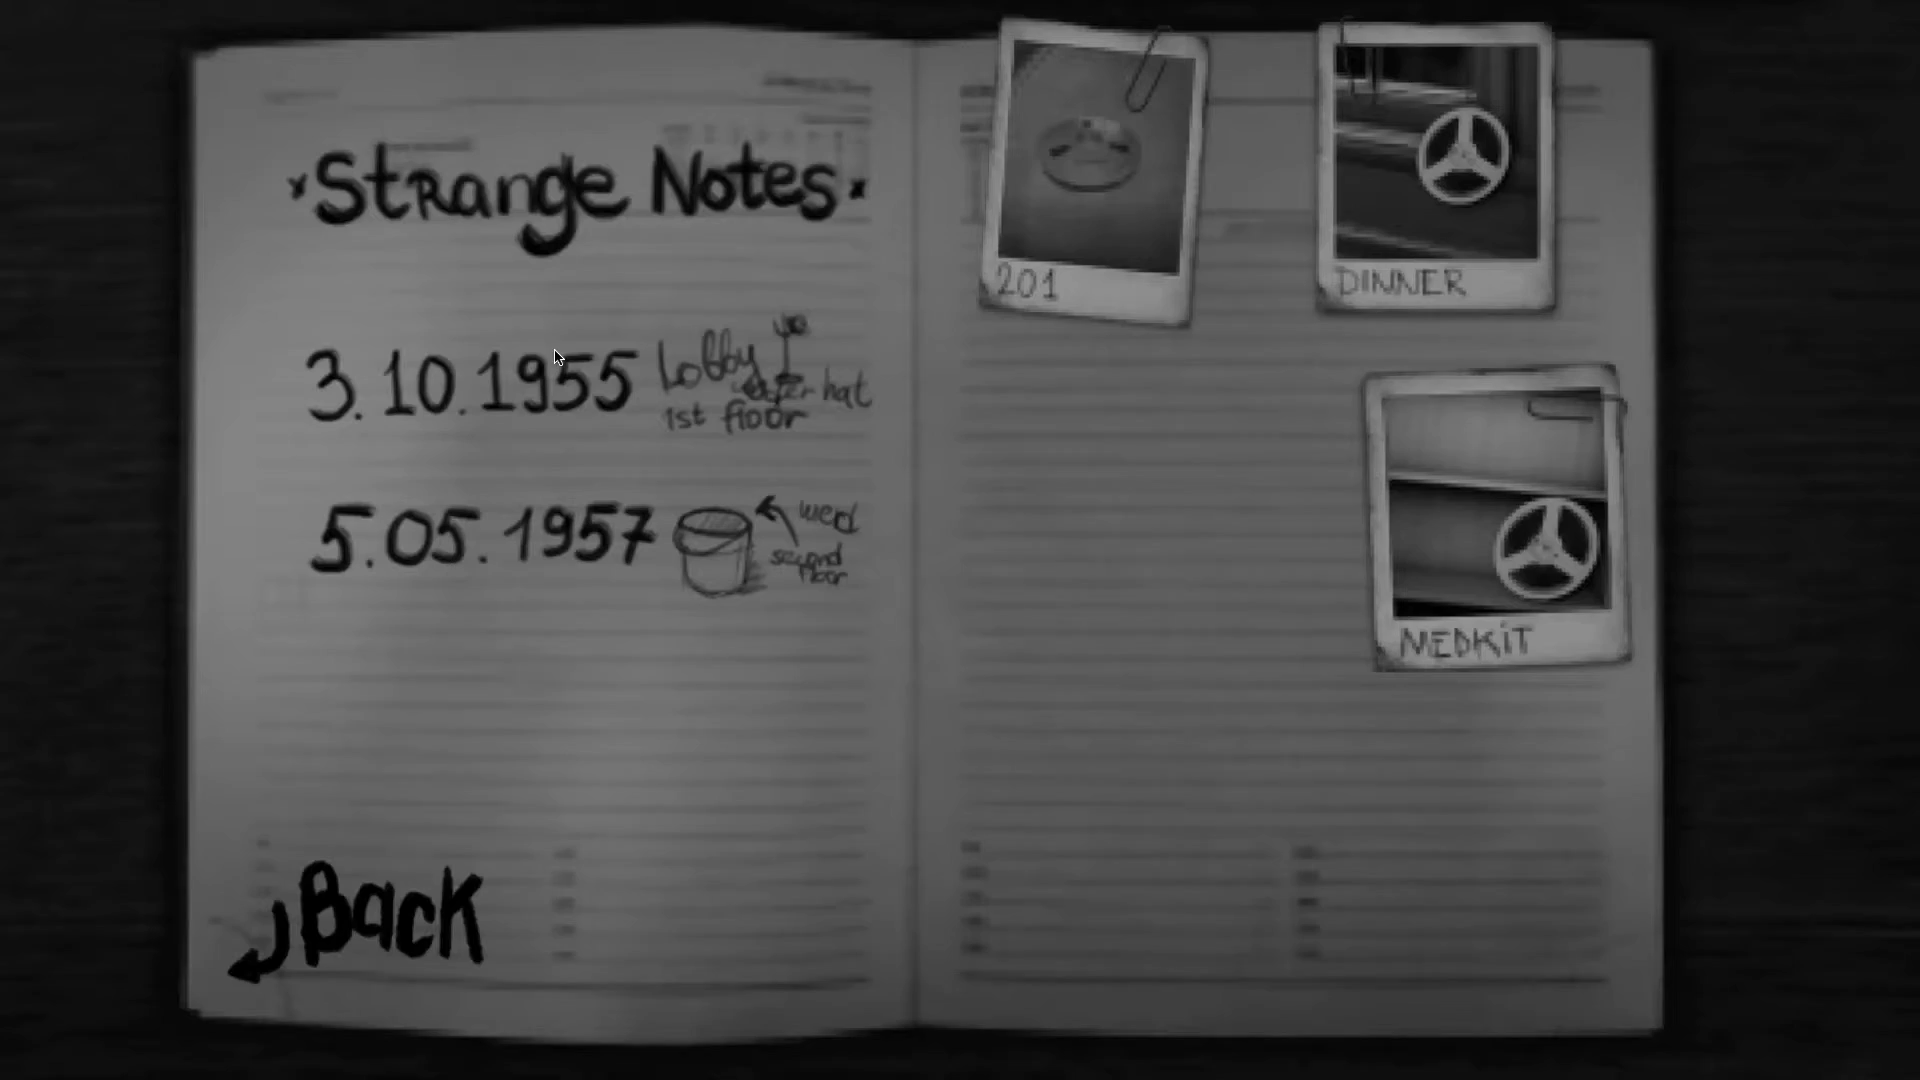 Strange Notes
3.10.1955 Lobby
hat
1st floor
5.05.1957 wed
second
floor
Back
201
DINNER
MEDKIT